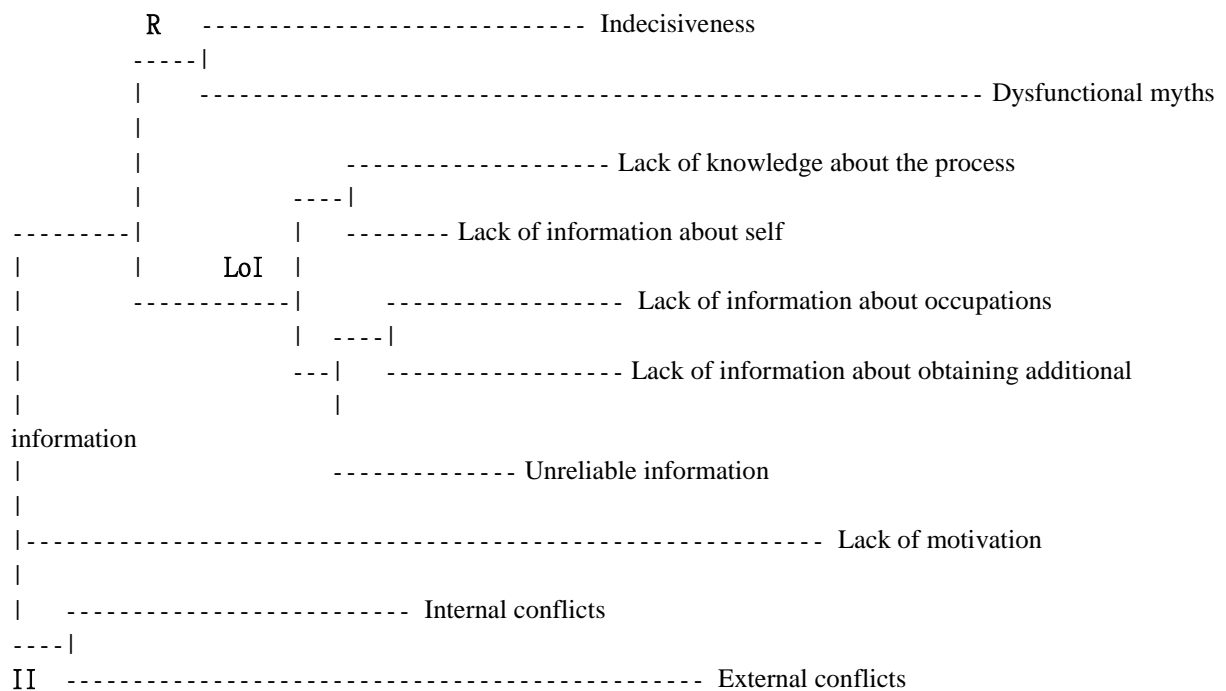 R Indecisiveness
Dysfunctional myths
Lack of knowledge about the process
Lack of information about self
LoI
Lack of information about occupations
Lack of information about obtaining additional
information
Unreliable information
Lack of motivation
Internal conflicts
II External conflicts